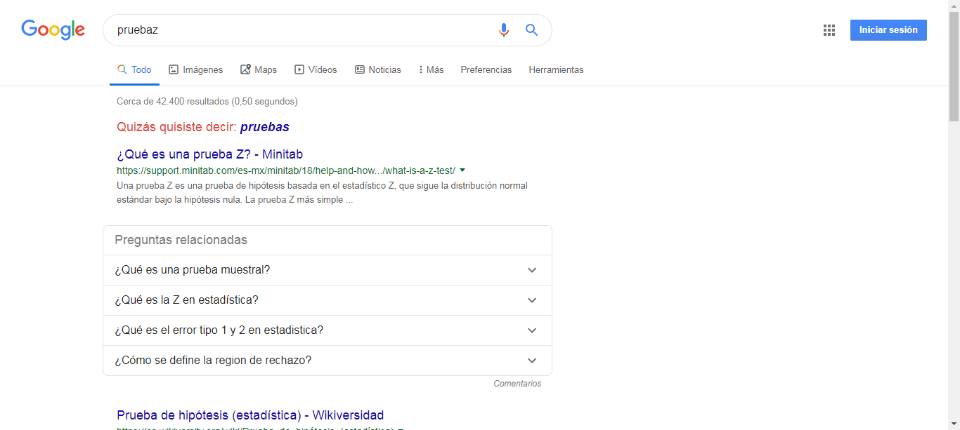 Google
pruebaz
Iniciar sesión
Todo Imágenes Maps Vídeos Noticias Más Preferencias Herramientas
Cerca de 42.400 resultados (0,50 segundos)
Quizás quisiste decir: pruebas
¿Qué es una prueba Z? - Minitab
https://support.minitab.com/es-mx/minitab/18/help-and-how.../what-is-a-z-test/
Una prueba Z es una prueba de hipótesis basada en el estadístico Z, que sigue la distribución normal
estándar bajo la hipótesis nula. La prueba Z más simple ...
Preguntas relacionadas
¿Qué es una prueba muestral?
¿Qué es la Z en estadística?
¿Qué es el error tipo 1 y 2 en estadistica?
¿Cómo se define la region de rechazo?
Comentarios
Prueba de hipótesis (estadística) - Wikiversidad